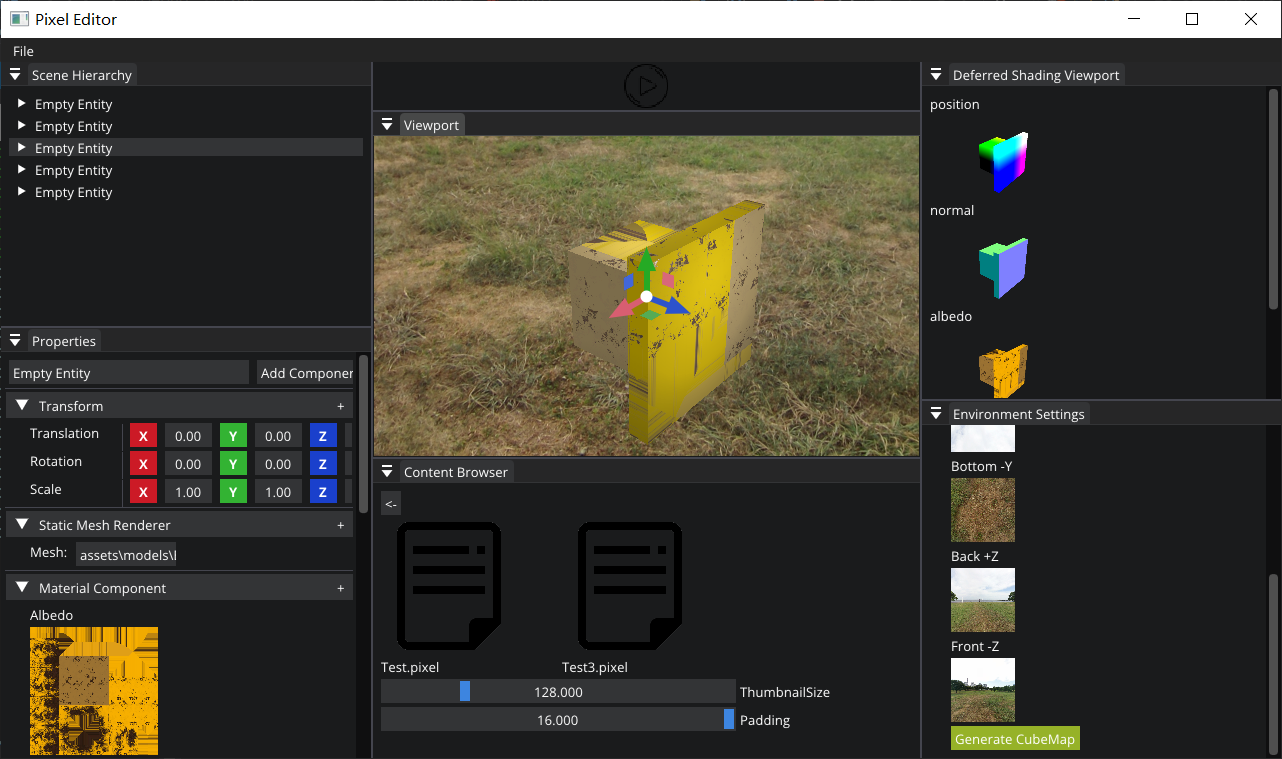 Pixel Editor
File
Scene Hierarchy
Empty Entity
Empty Entity
Empty Entity
Empty Entity
Empty Entity
Properties
Empty Entity
Add Componer
Transform +
Translation X 0.00 Y 0.00 Z
Rotation X 0.00 Y 0.00 Z
Scale X 1.00 Y 1.00 Z
Static Mesh Renderer +
Mesh: assets\models\
Material Component +
Albedo
Viewport
Content Browser
<-
Test.pixel Test3.pixel
128.000 ThumbnailSize
16.000 Padding
Deferred Shading Viewport
position
normal
albedo
Environment Settings
Bottom -Y
Back +Z
Front -Z
Generate CubeMap